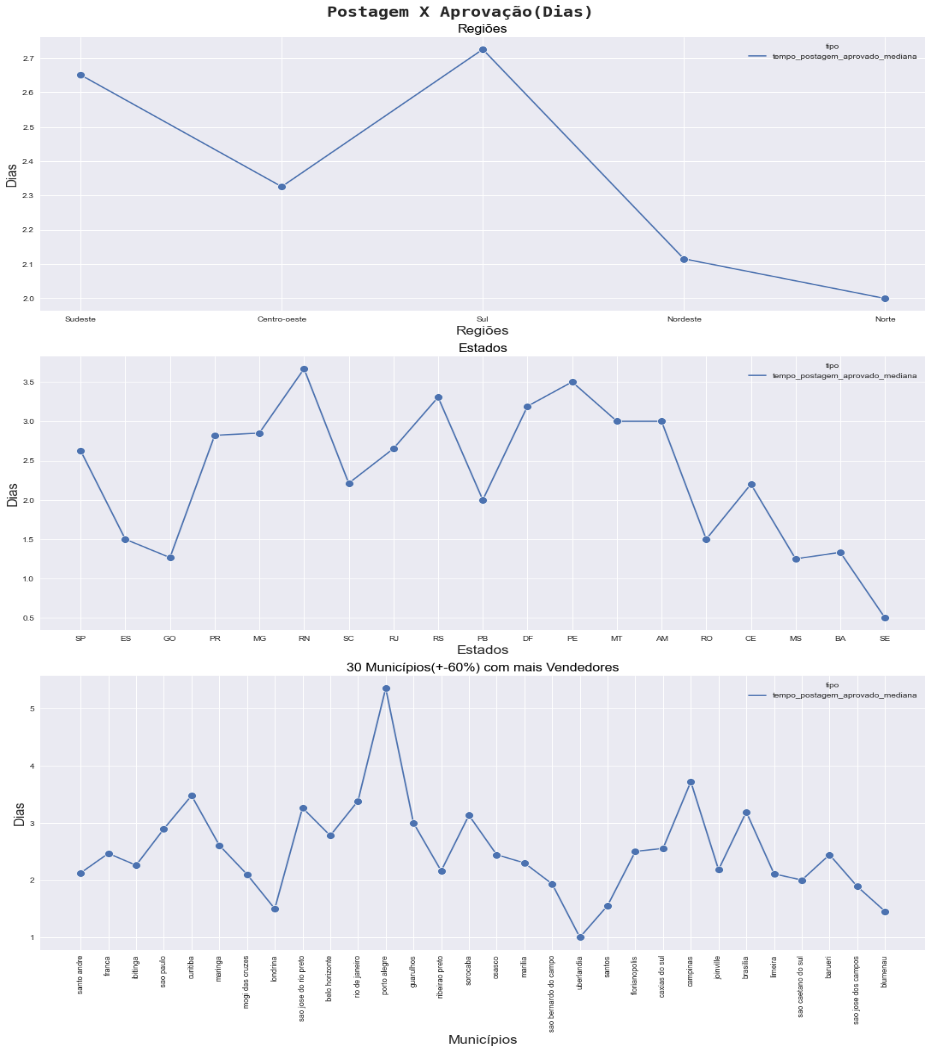 Postagem X Aprovação(Dias)
Regiões
tipo
tempo_postagem_aprovado_mediana
2.7
2.6
2.5
2.4
2.3
2.2
2.1
2.0
Dias
Sudeste Centro-oeste Sul Nordeste Norte
Regiões
Estados
tipo
tempo_postagem_aprovado_mediana
3.5
3.0
2.5
2.0
1.5
1.0
0.5
Dias
SP ES GO PR MG RN SC RJ RS PB DF PE MT AM RO CE MS BA SE
Estados
30 Municípios(+-60%) com mais Vendedores
tipo
tempo_postagem_aprovado_mediana
5
4
3
2
1
Dias
santo andre
franca
ibitinga
sao paulo
curitiba
maringa
mogi das cruzes
londrina
sao jose do rio preto
belo horizonte
rio de janeiro
porto alegre
guarulhos
ribeirao preto
sorocaba
osasco
marilia
sao bernardo do campo
uberlandia
santos
florianopolis
caxias do sul
campinas
joinville
brasilia
limeira
sao caetano do sul
barueri
sao jose dos campos
blumenau
Municípios